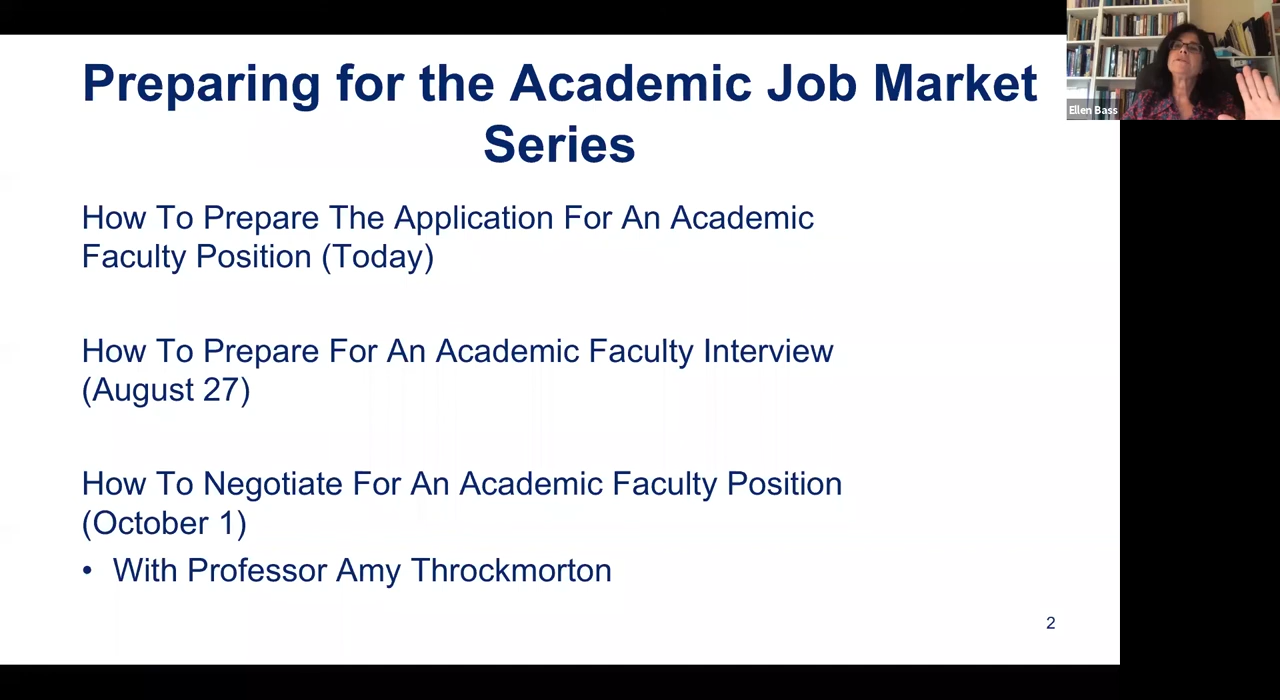 Preparing for the Academic Job Market
Series
Ellen Bass
How To Prepare The Application For An Academic
Faculty Position (Today)
How To Prepare For An Academic Faculty Interview
(August 27)
How To Negotiate For An Academic Faculty Position
(October 1)
• With Professor Amy Throckmorton
2